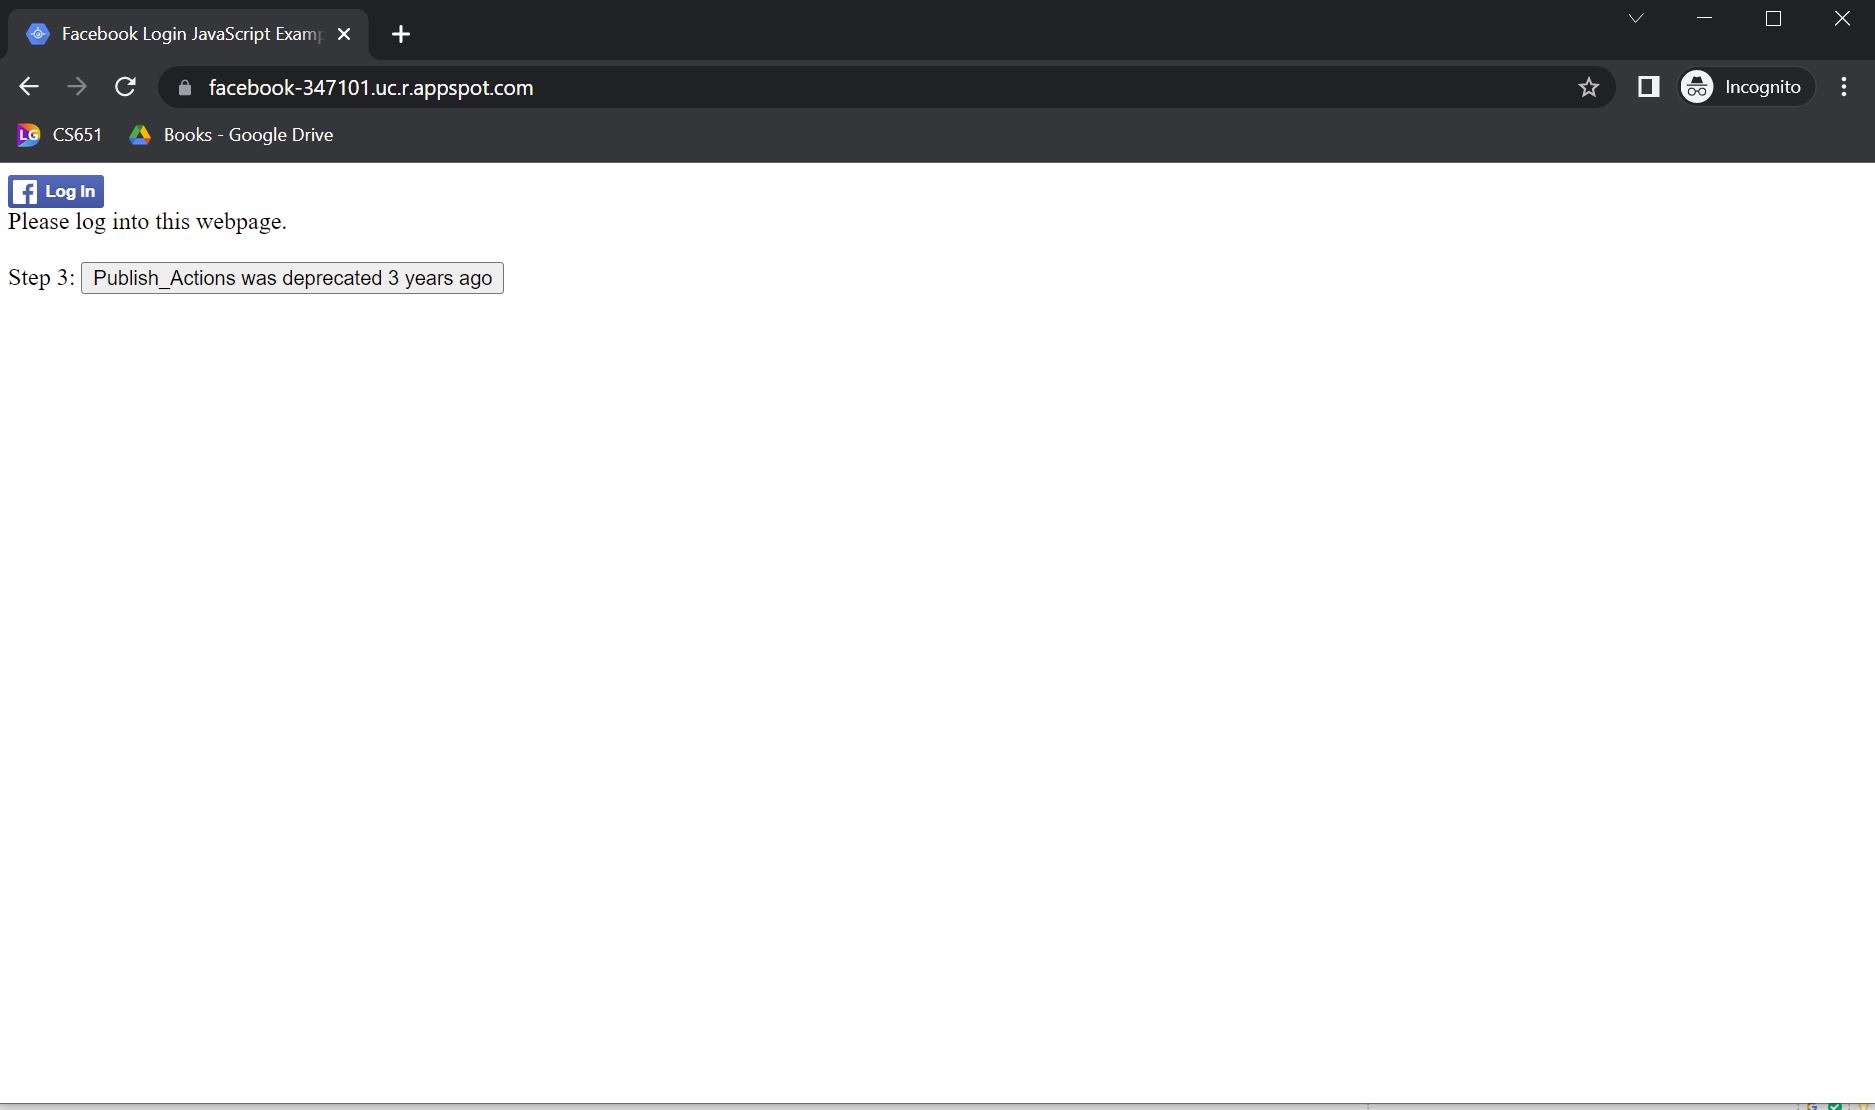 Facebook Login JavaScript Examp
facebook-347101.uc.r.appspot.com
Incognito
LG CS651 Books - Google Drive
f Log In
Please log into this webpage.
Step 3: Publish_Actions was deprecated 3 years ago